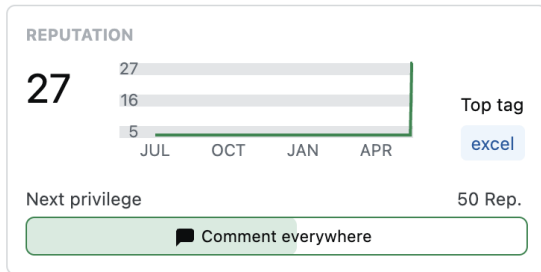 REPUTATION
27
27
16
5
JUL OCT JAN APR
Top tag
excel
Next privilege 50 Rep.
Comment everywhere